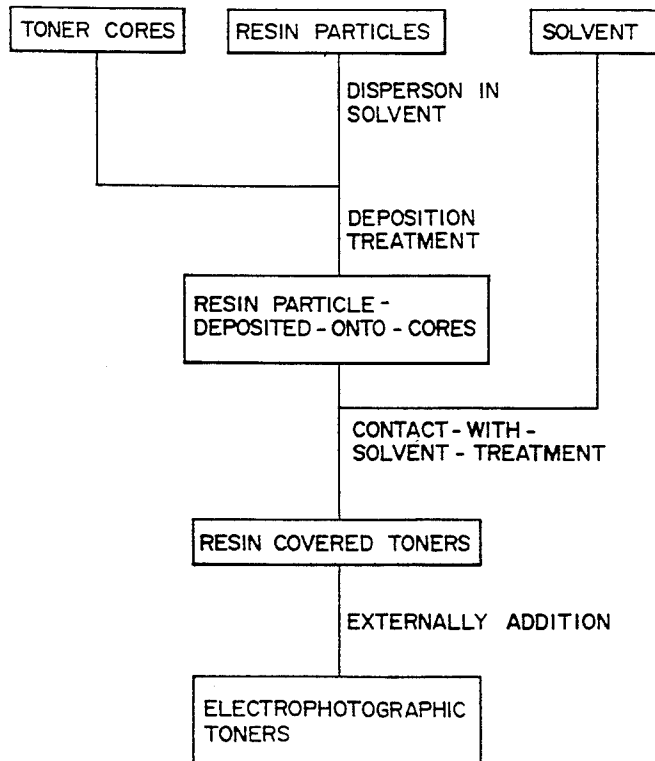 TONER CORES
RESIN PARTICLES
SOLVENT
DISPERSON IN
SOLVENT
DEPOSITION
TREATMENT
RESIN PARTICLE-
DEPOSITED-ONTO-CORES
CONTACT-WITH-
SOLVENT-TREATMENT
RESIN COVERED TONERS
EXTERNALLY ADDITION
ELECTROPHOTOGRAPHIC
TONERS